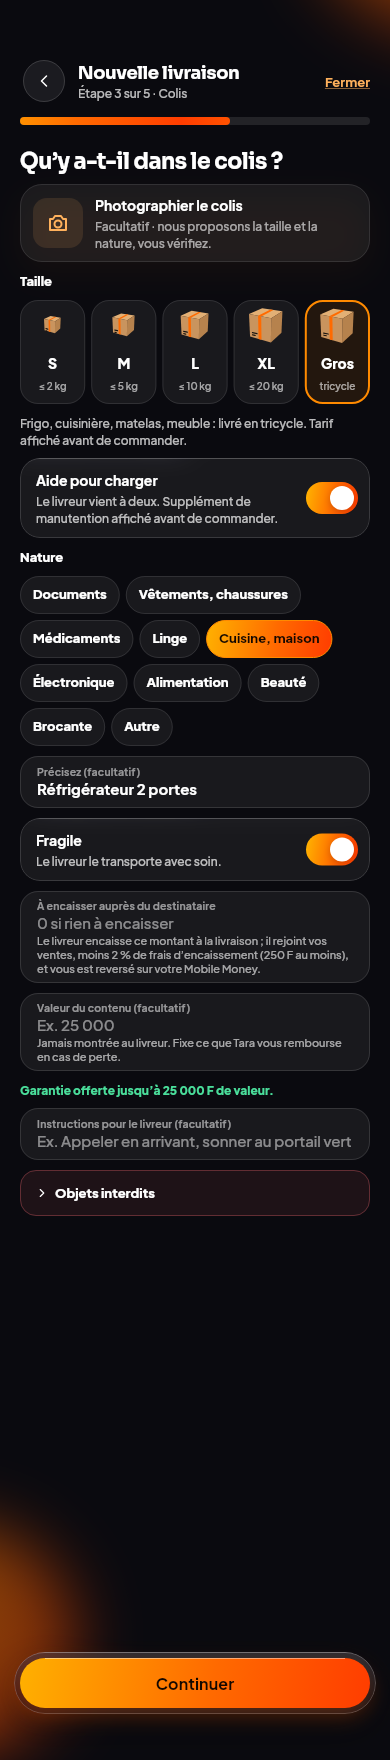 Nouvelle livraison
Étape 3 sur 5 · Colis
Fermer
Qu’y a-t-il dans le colis ?
Photographier le colis
Facultatif · nous proposons la taille et la
nature, vous vérifiez.
Taille
S
≤ 2 kg
M
≤ 5 kg
L
≤ 10 kg
XL
≤ 20 kg
Gros
tricycle
Frigo, cuisinière, matelas, meuble : livré en tricycle. Tarif
affiché avant de commander.
Aide pour charger
Le livreur vient à deux. Supplément de
manutention affiché avant de commander.
Nature
Documents
Vêtements, chaussures
Médicaments
Linge
Cuisine, maison
Électronique
Alimentation
Beauté
Brocante
Autre
Précisez (facultatif)
Réfrigérateur 2 portes
Fragile
Le livreur le transporte avec soin.
À encaisser auprès du destinataire
0 si rien à encaisser
Le livreur encaisse ce montant à la livraison ; il rejoint vos
ventes, moins 2 % de frais d’encaissement (250 F au moins),
et vous est reversé sur votre Mobile Money.
Valeur du contenu (facultatif)
Ex. 25 000
Jamais montrée au livreur. Fixe ce que Tara vous rembourse
en cas de perte.
Garantie offerte jusqu’à 25 000 F de valeur.
Instructions pour le livreur (facultatif)
Ex. Appeler en arrivant, sonner au portail vert
Objets interdits
Continuer